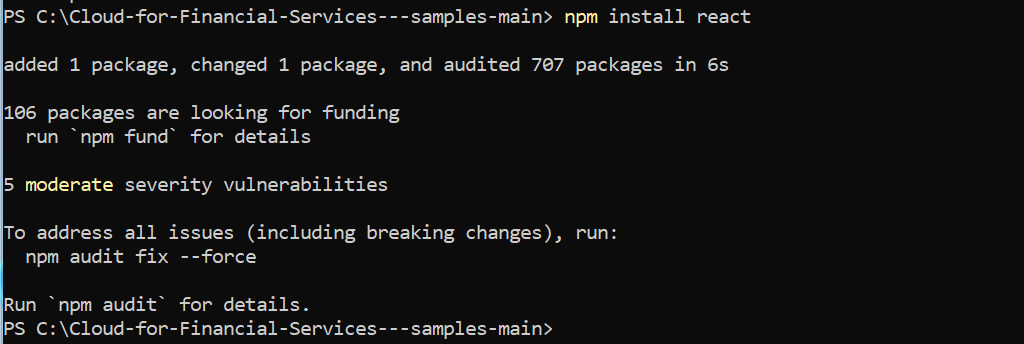 PS C:\Cloud-for-Financial-Services---samples-main> npm install react
added 1 package, changed 1 package, and audited 707 packages in 6s
106 packages are looking for funding
  run `npm fund` for details
5 moderate severity vulnerabilities
To address all issues (including breaking changes), run:
  npm audit fix --force
Run `npm audit` for details.
PS C:\Cloud-for-Financial-Services---samples-main>